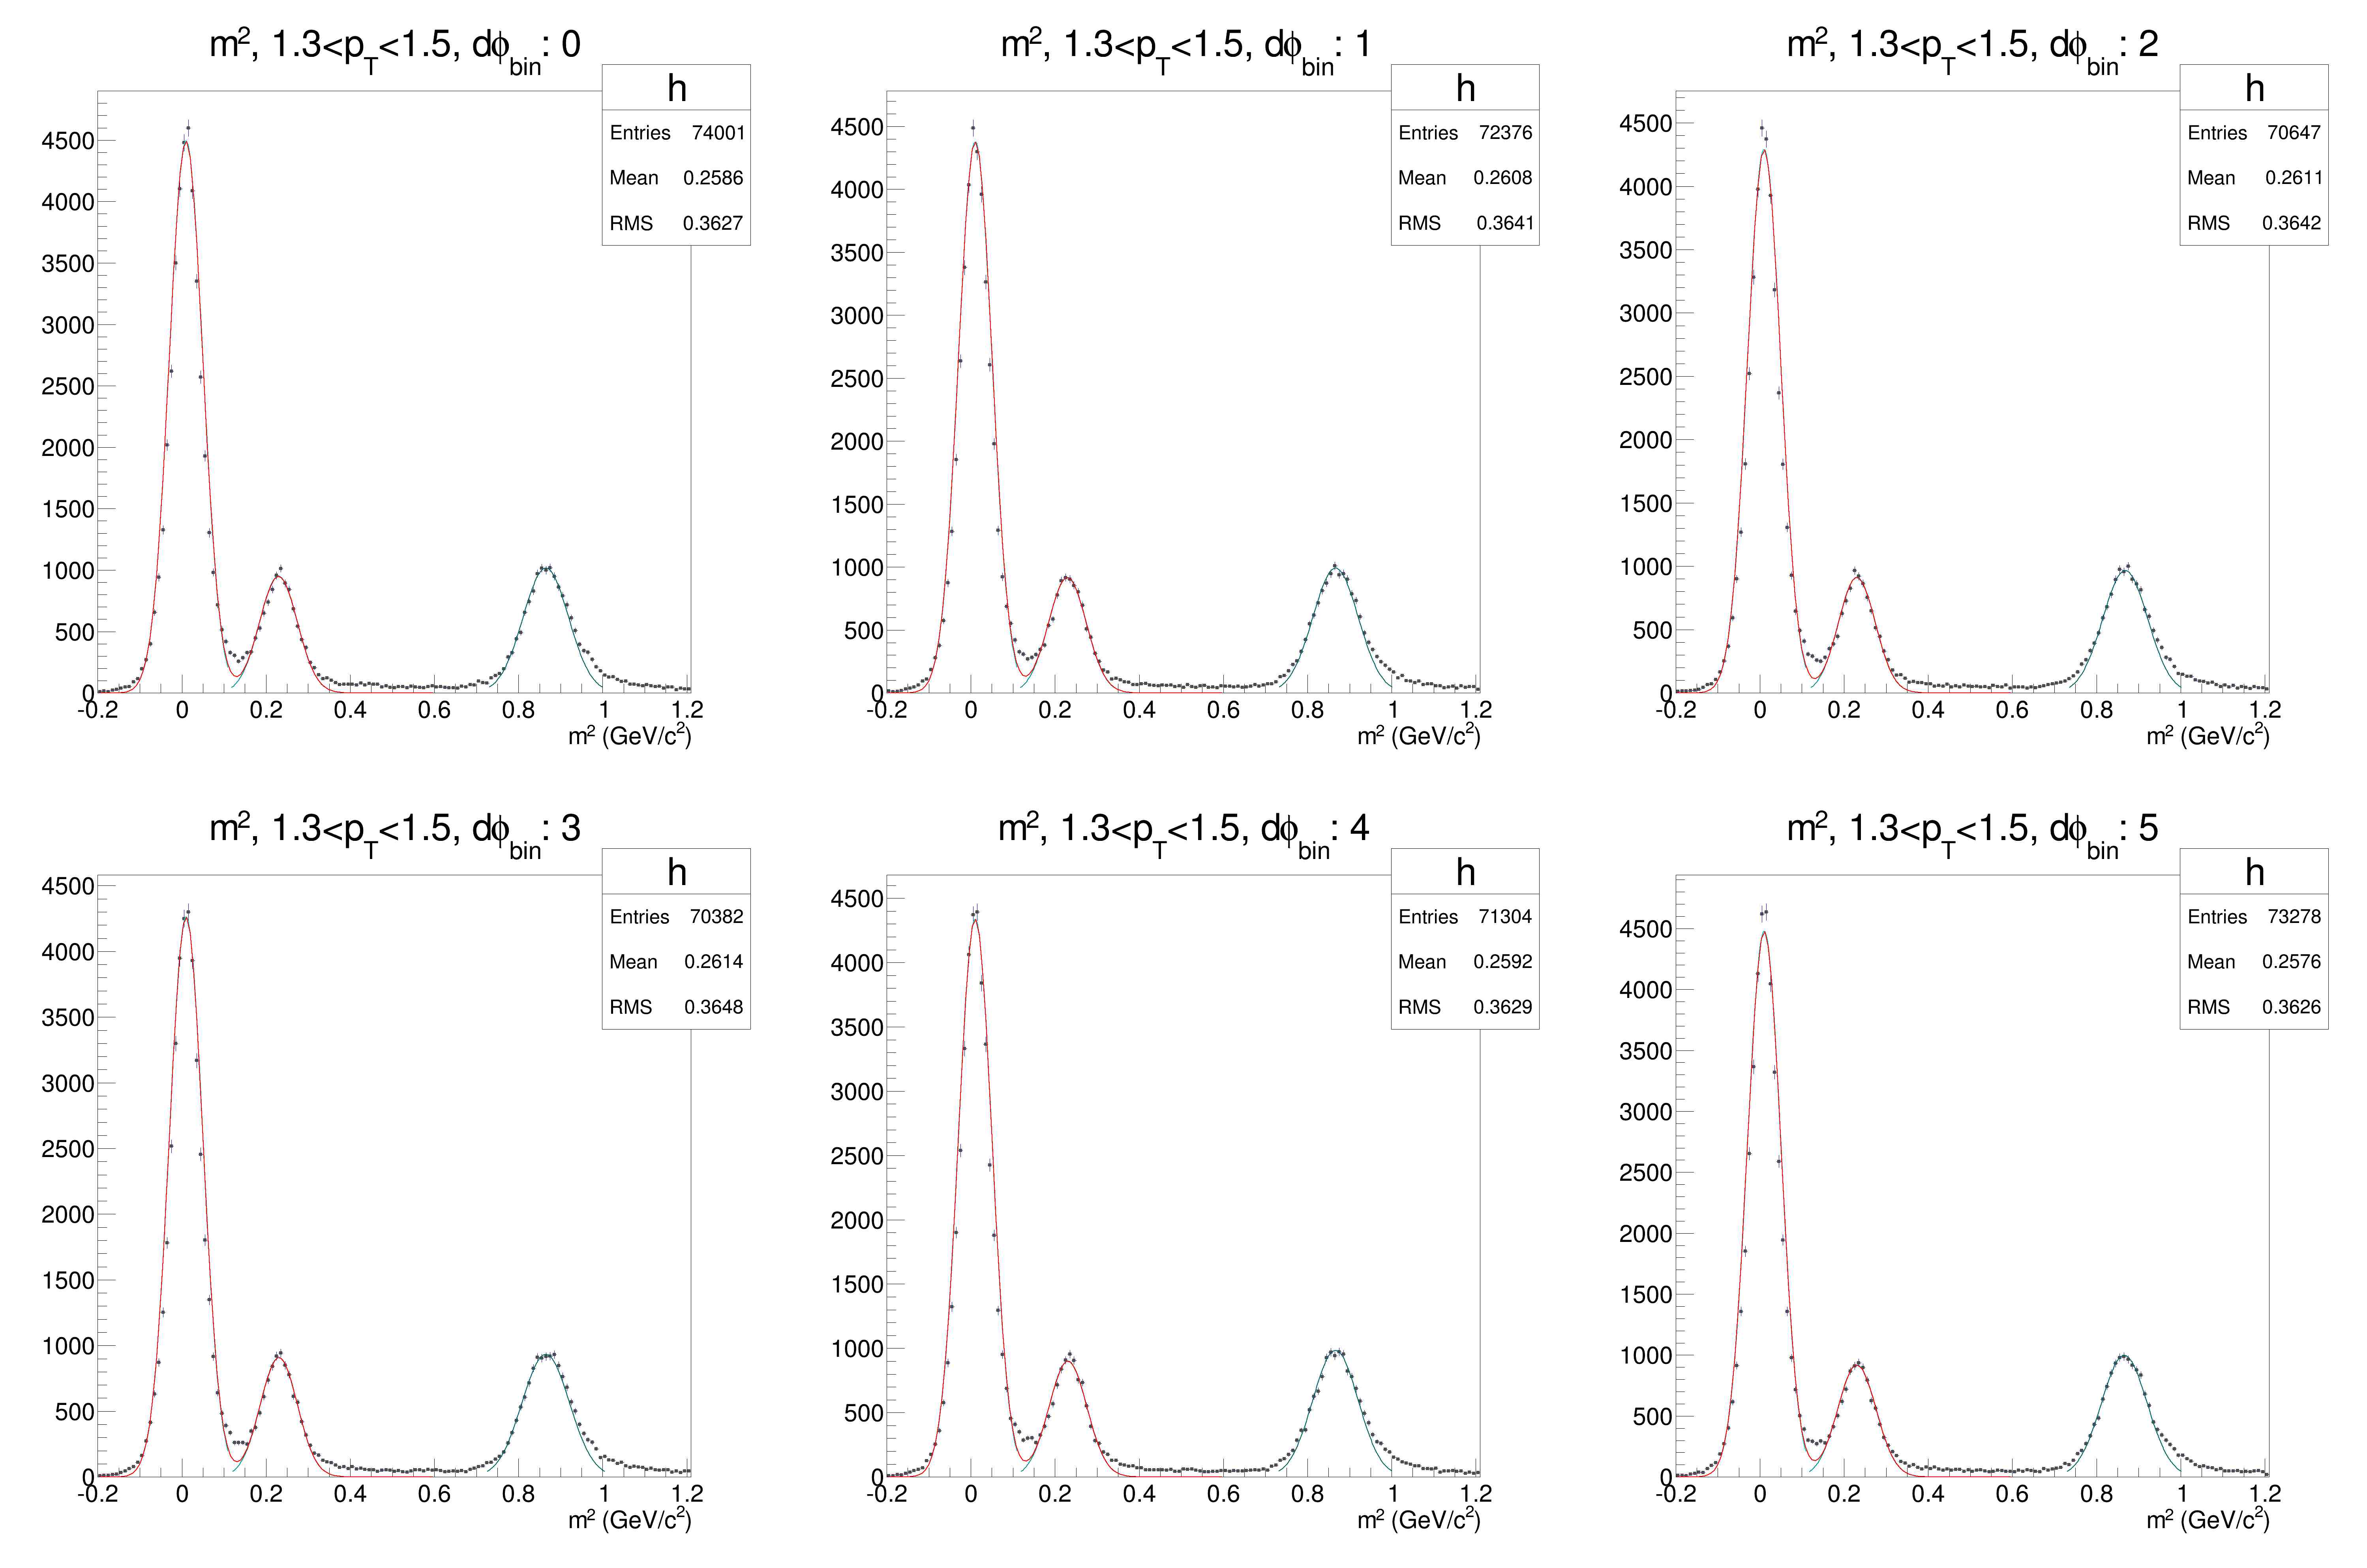 m², 1.3<p_T<1.5, dϕ_bin: 0
h
Entries 74001
Mean 0.2586
RMS 0.3627
4500
4000
3500
3000
2500
2000
1500
1000
500
0
-0.2 0 0.2 0.4 0.6 0.8 1 1.2
m² (GeV/c²)
m², 1.3<p_T<1.5, dϕ_bin: 1
h
Entries 72376
Mean 0.2608
RMS 0.3641
4500
4000
3500
3000
2500
2000
1500
1000
500
0
-0.2 0 0.2 0.4 0.6 0.8 1 1.2
m² (GeV/c²)
m², 1.3<p_T<1.5, dϕ_bin: 2
h
Entries 70647
Mean 0.2611
RMS 0.3642
4500
4000
3500
3000
2500
2000
1500
1000
500
0
-0.2 0 0.2 0.4 0.6 0.8 1 1.2
m² (GeV/c²)
m², 1.3<p_T<1.5, dϕ_bin: 3
h
Entries 70382
Mean 0.2614
RMS 0.3648
4500
4000
3500
3000
2500
2000
1500
1000
500
0
-0.2 0 0.2 0.4 0.6 0.8 1 1.2
m² (GeV/c²)
m², 1.3<p_T<1.5, dϕ_bin: 4
h
Entries 71304
Mean 0.2592
RMS 0.3629
4500
4000
3500
3000
2500
2000
1500
1000
500
0
-0.2 0 0.2 0.4 0.6 0.8 1 1.2
m² (GeV/c²)
m², 1.3<p_T<1.5, dϕ_bin: 5
h
Entries 73278
Mean 0.2576
RMS 0.3626
4500
4000
3500
3000
2500
2000
1500
1000
500
0
-0.2 0 0.2 0.4 0.6 0.8 1 1.2
m² (GeV/c²)